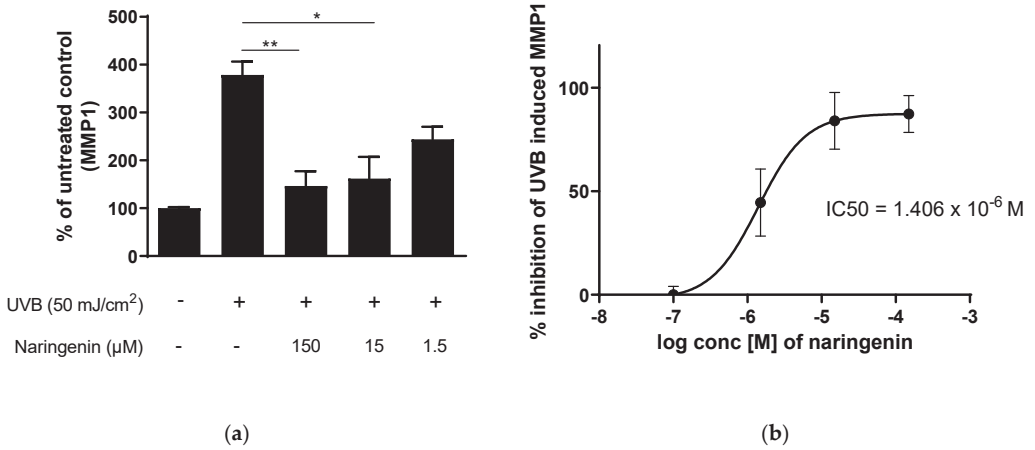 500
400
300
200
100
0
% of untreated control
(MMP1)
*
**
UVB (50 mJ/cm²) - + + + +
Naringenin (µM) - - 150 15 1.5
(a)
% inhibition of UVB induced MMP1
100
50
0
-8 -7 -6 -5 -4 -3
log conc [M] of naringenin
IC50 = 1.406 x 10⁻⁶ M
(b)